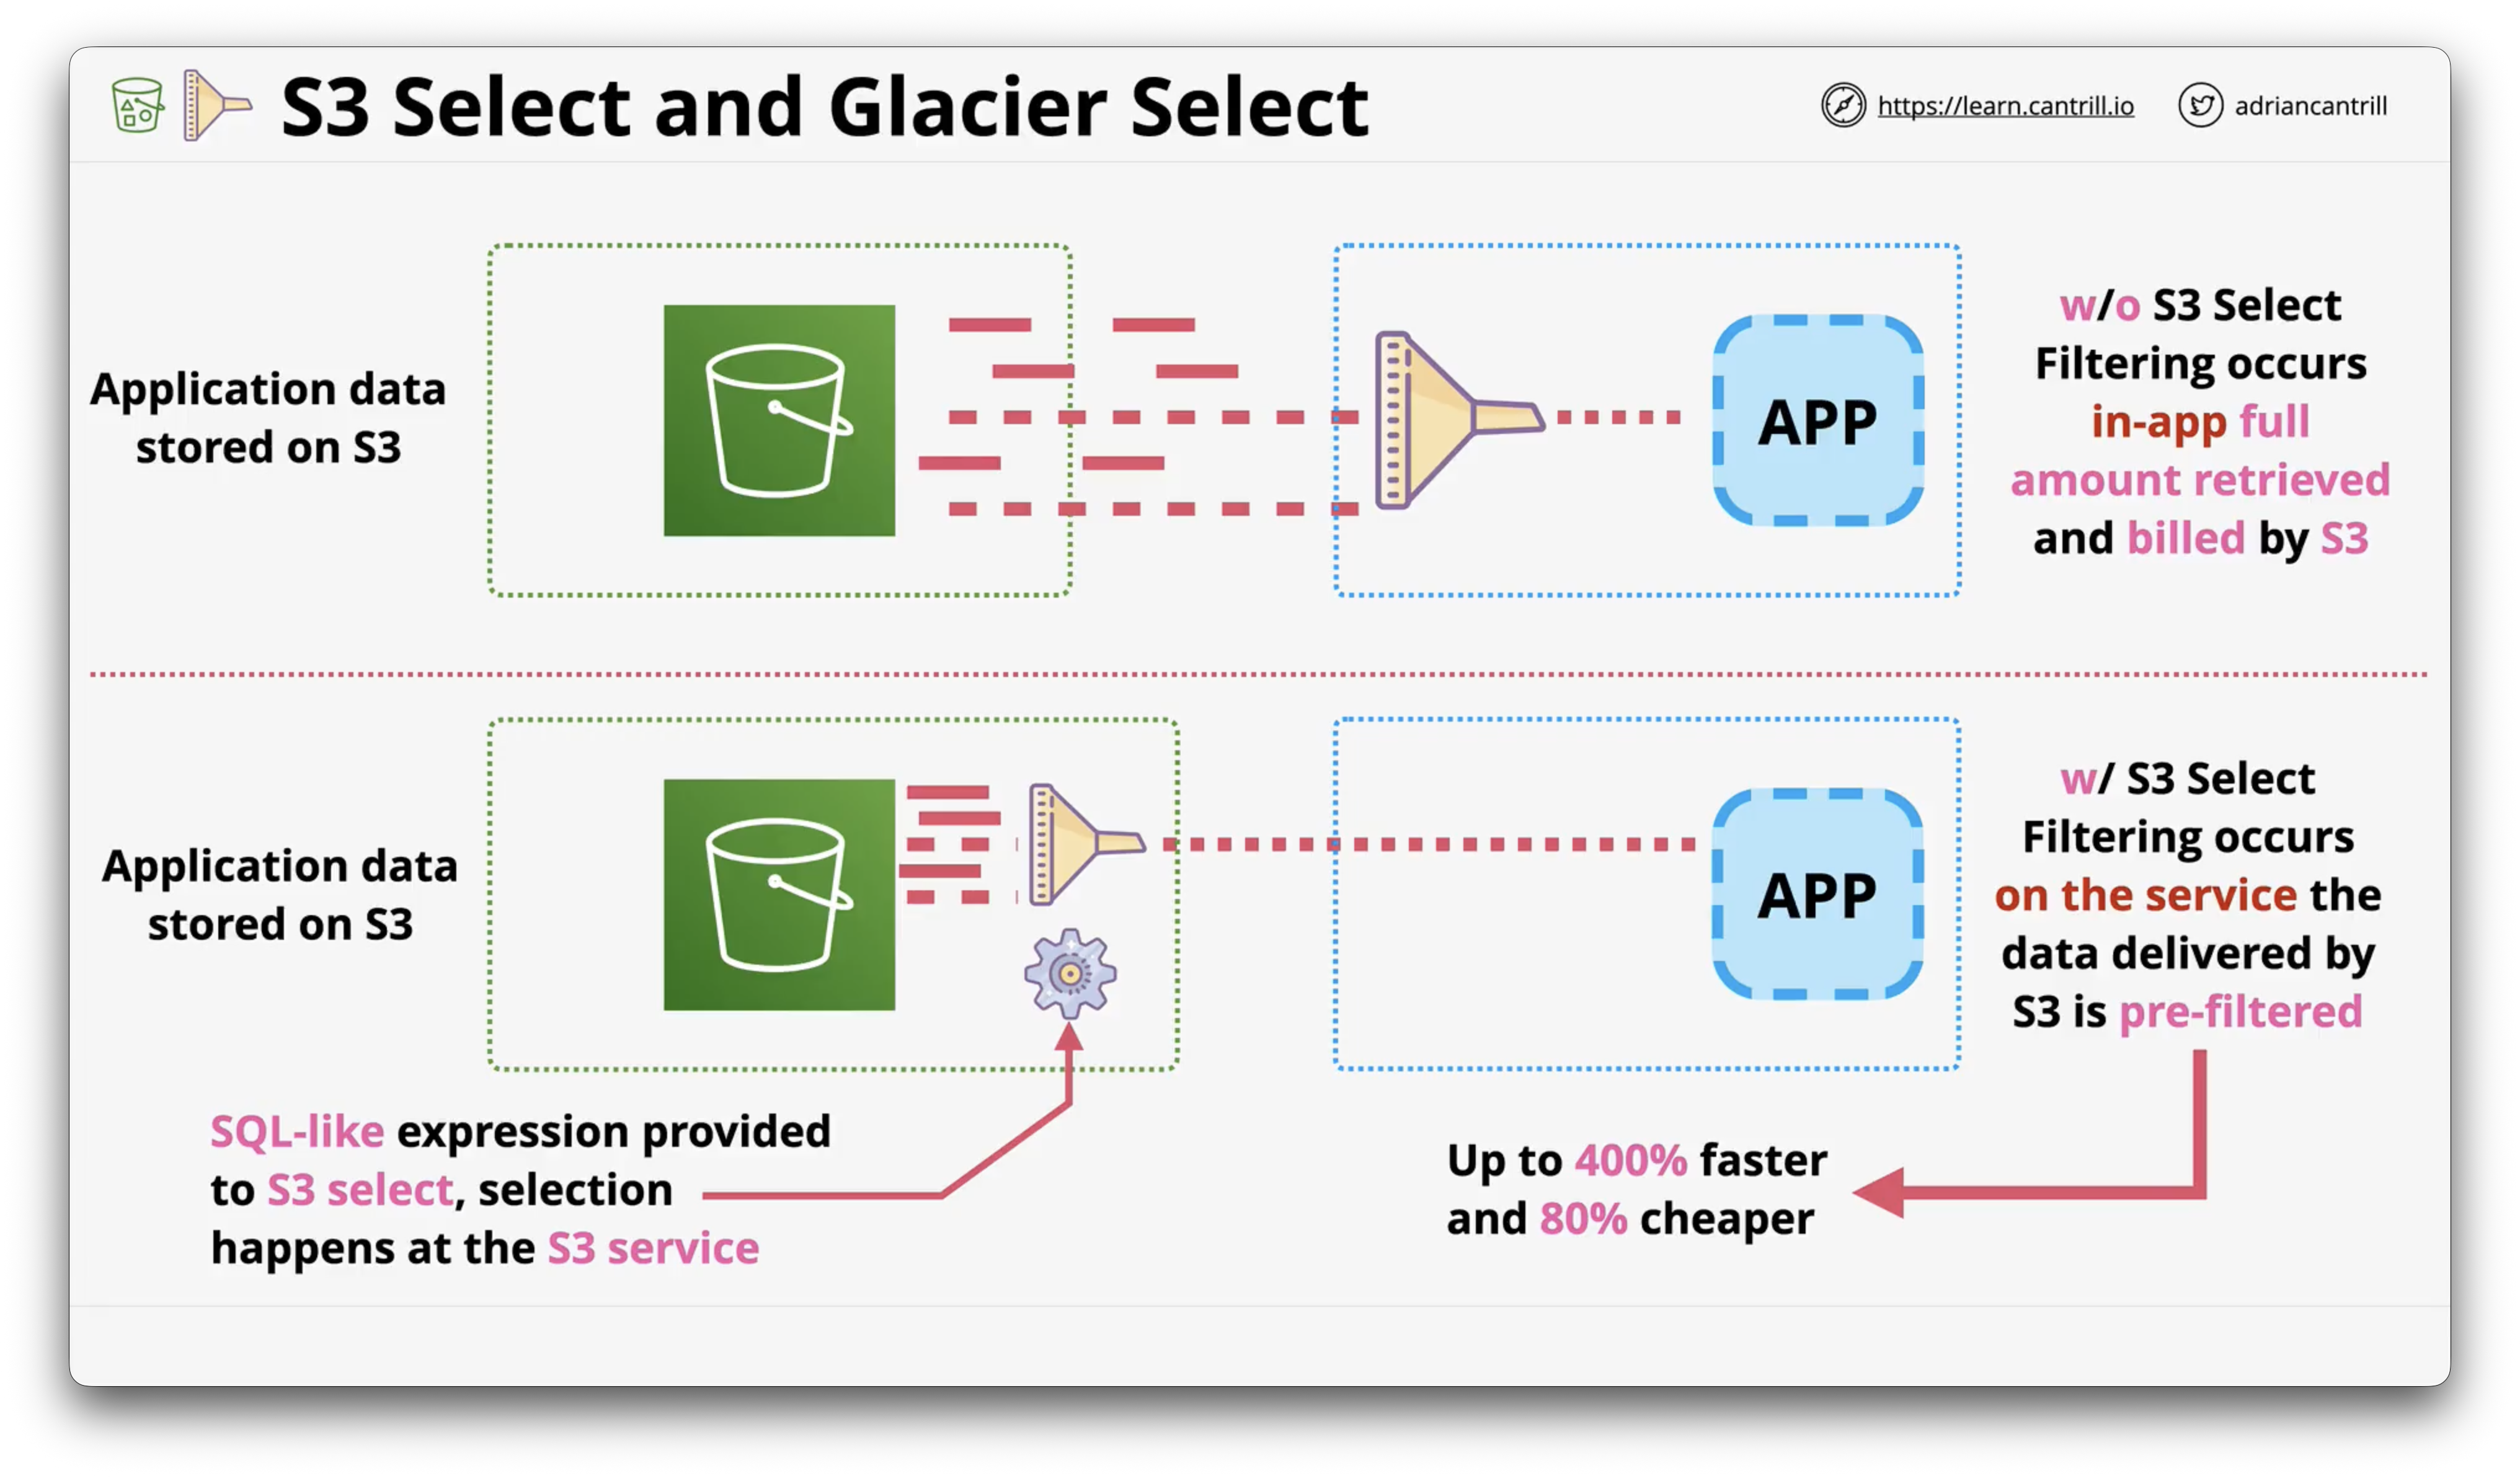 S3 Select and Glacier Select
https://learn.cantrill.io
adriancantrill
Application data
stored on S3
APP
w/o S3 Select
Filtering occurs
in-app full
amount retrieved
and billed by S3
Application data
stored on S3
APP
w/ S3 Select
Filtering occurs
on the service the
data delivered by
S3 is pre-filtered
SQL-like expression provided
to S3 select, selection
happens at the S3 service
Up to 400% faster
and 80% cheaper